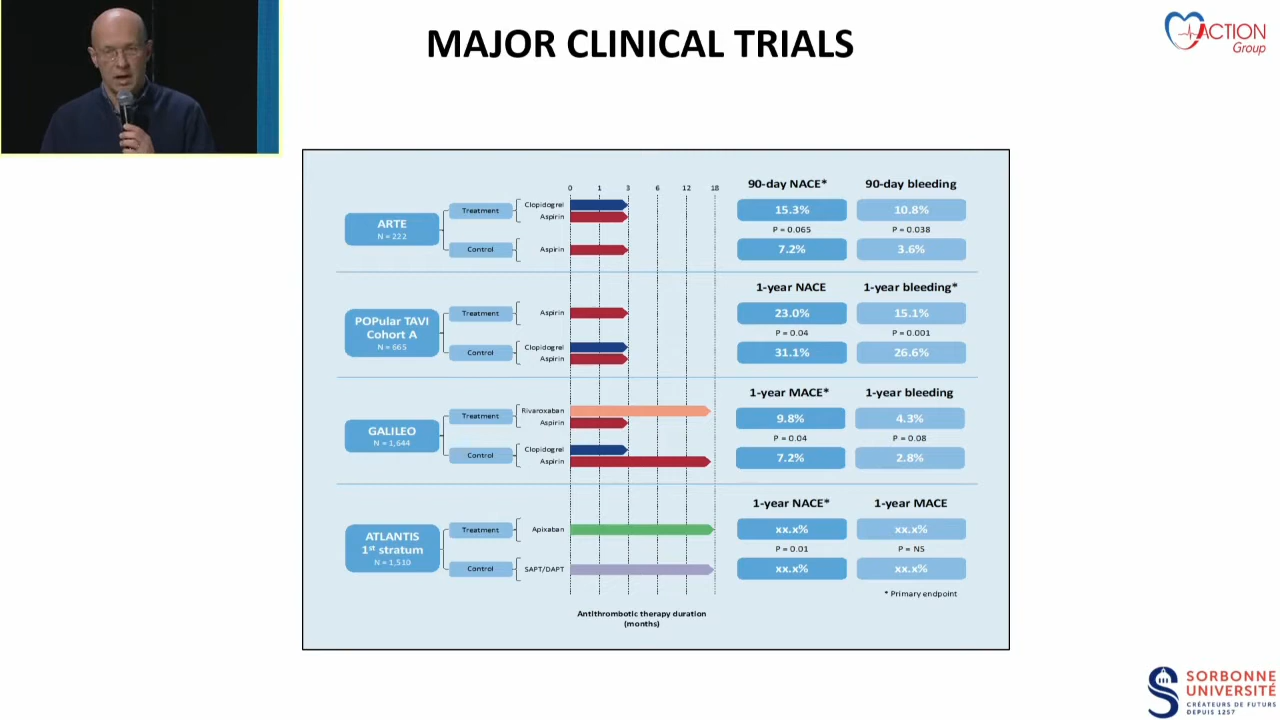 MAJOR CLINICAL TRIALS
ACTION
Group
0 1 3 6 12 18
90-day NACE* 90-day bleeding
ARTE
N = 222
Treatment
Clopidogrel
Aspirin
15.3% 10.8%
P = 0.065 P = 0.038
Control
Aspirin
7.2% 3.6%
1-year NACE 1-year bleeding*
POPular TAVI
Cohort A
N = 665
Treatment
Aspirin
23.0% 15.1%
P = 0.04 P = 0.001
Control
Clopidogrel
Aspirin
31.1% 26.6%
1-year MACE* 1-year bleeding
GALILEO
N = 1,644
Treatment
Rivaroxaban
Aspirin
9.8% 4.3%
P = 0.04 P = 0.08
Control
Clopidogrel
Aspirin
7.2% 2.8%
1-year NACE* 1-year MACE
ATLANTIS
1st stratum
N = 1,510
Treatment
Apixaban
xx.x% xx.x%
P = 0.01 P = NS
Control
SAPT/DAPT
xx.x% xx.x%
* Primary endpoint
Antithrombotic therapy duration
(months)
SORBONNE
UNIVERSITÉ
CRÉATEURS DE FUTURS
DEPUIS 1257